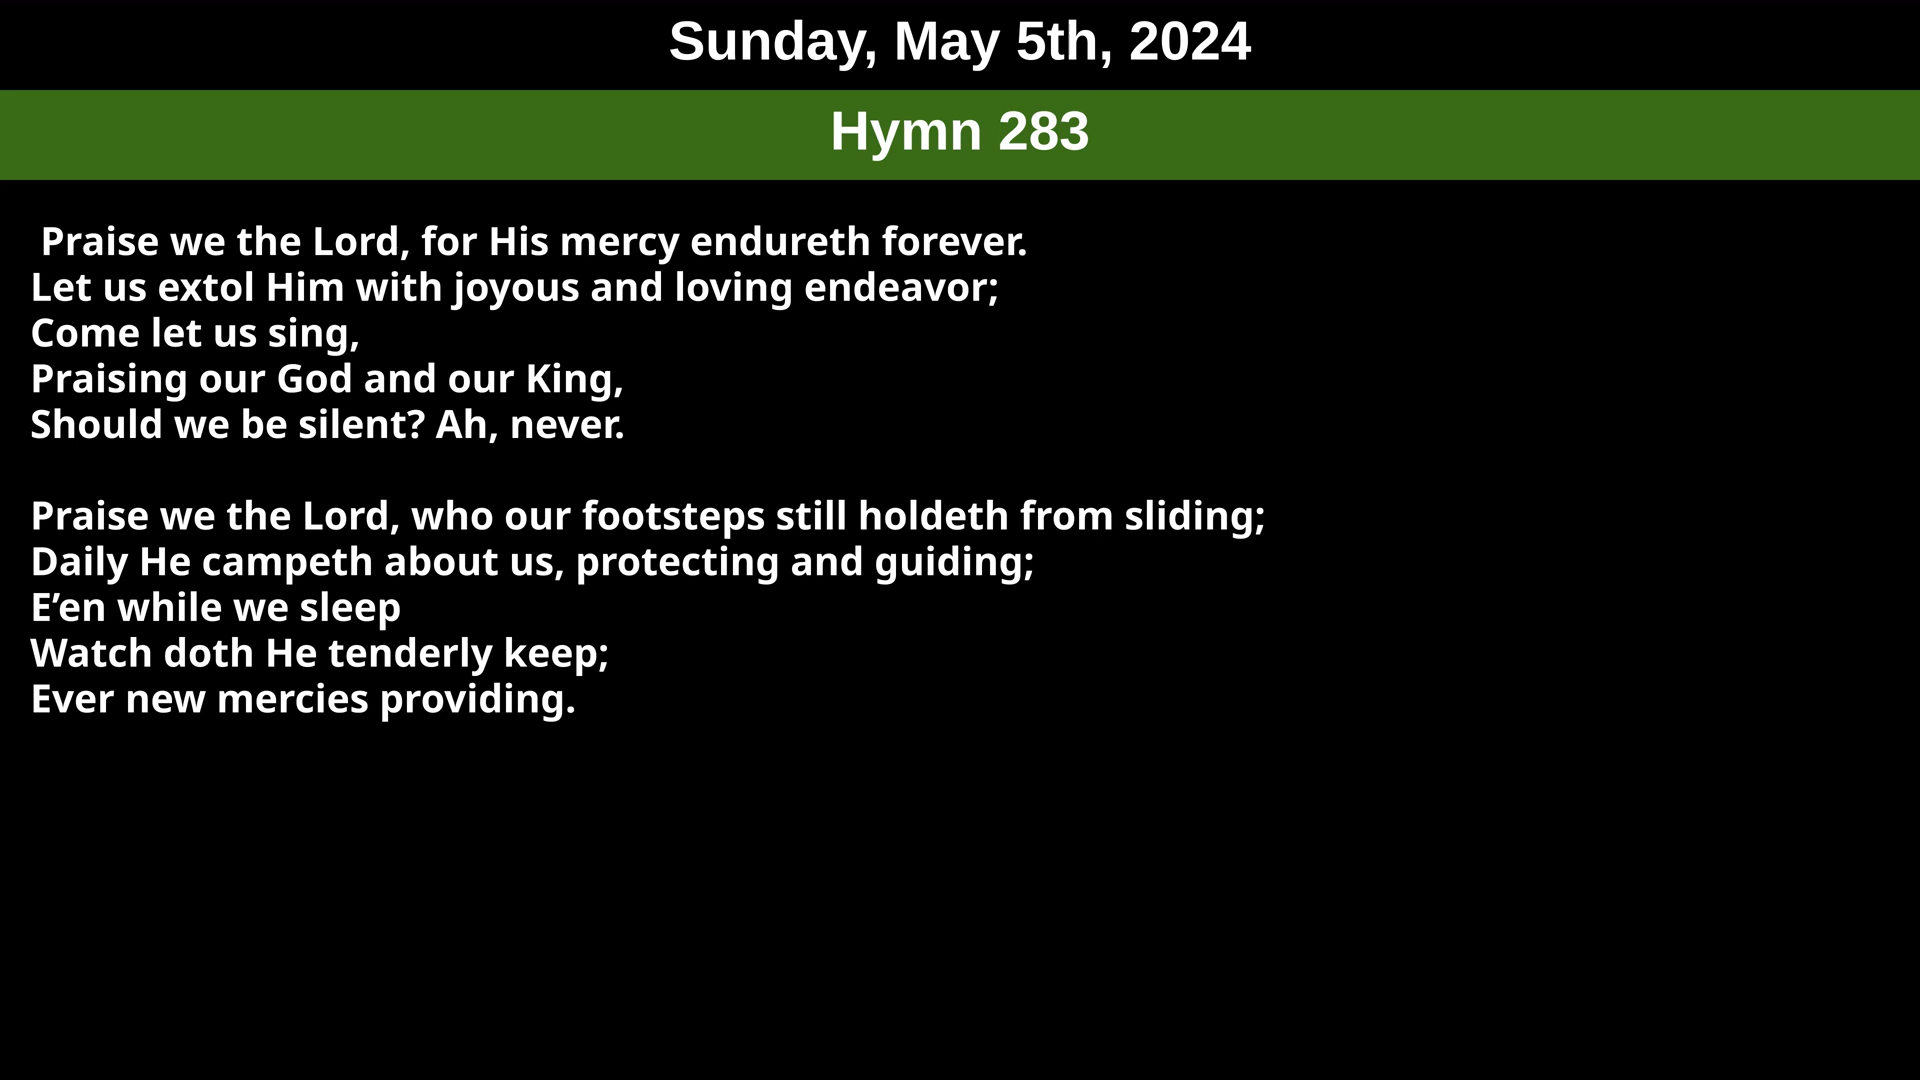 Sunday, May 5th, 2024
Hymn 283
Praise we the Lord, for His mercy endureth forever.
Let us extol Him with joyous and loving endeavor;
Come let us sing,
Praising our God and our King,
Should we be silent? Ah, never.
Praise we the Lord, who our footsteps still holdeth from sliding;
Daily He campeth about us, protecting and guiding;
E’en while we sleep
Watch doth He tenderly keep;
Ever new mercies providing.